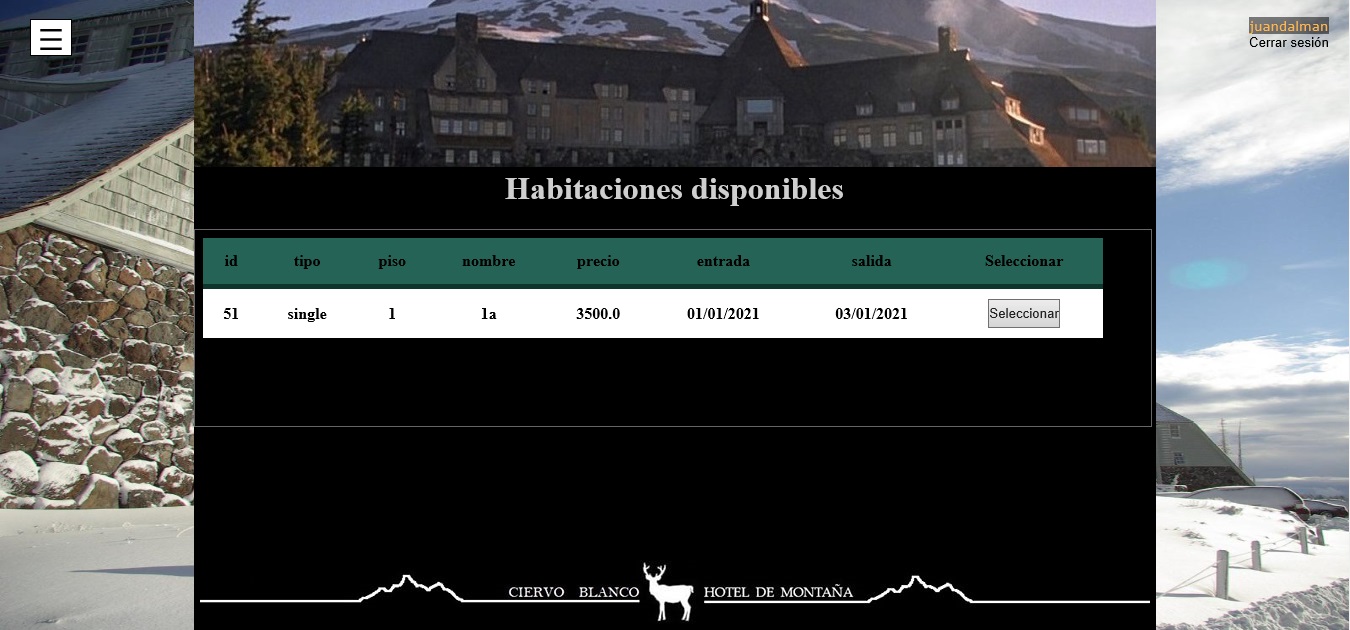 juandalman
Cerrar sesión
Habitaciones disponibles
id tipo piso nombre precio entrada salida Seleccionar
51 single 1 1a 3500.0 01/01/2021 03/01/2021 Seleccionar
CIERVO BLANCO HOTEL DE MONTAÑA